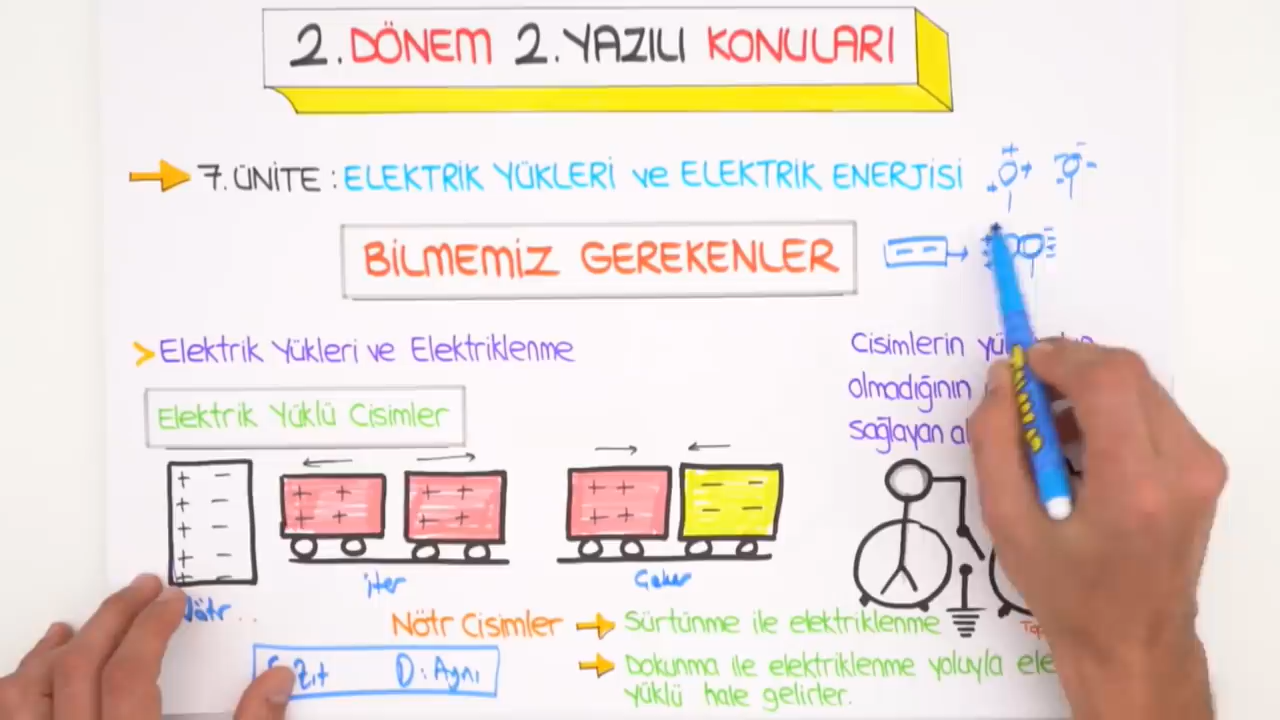 2. DÖNEM 2. YAZILI KONULARI
7. ÜNİTE : ELEKTRİK YÜKLERİ ve ELEKTRİK ENERJİSİ
BİLMEMİZ GEREKENLER
> Elektrik Yükleri ve Elektriklenme
Elektrik Yüklü Cisimler
iter
Çeker
Nötr Cisimler → Sürtünme ile elektriklenme
→ Dokunma ile elektriklenme yoluyla
yüklü hale gelirler.
Zıt D: Aynı
Cisimlerin
olmadığının
sağlayan